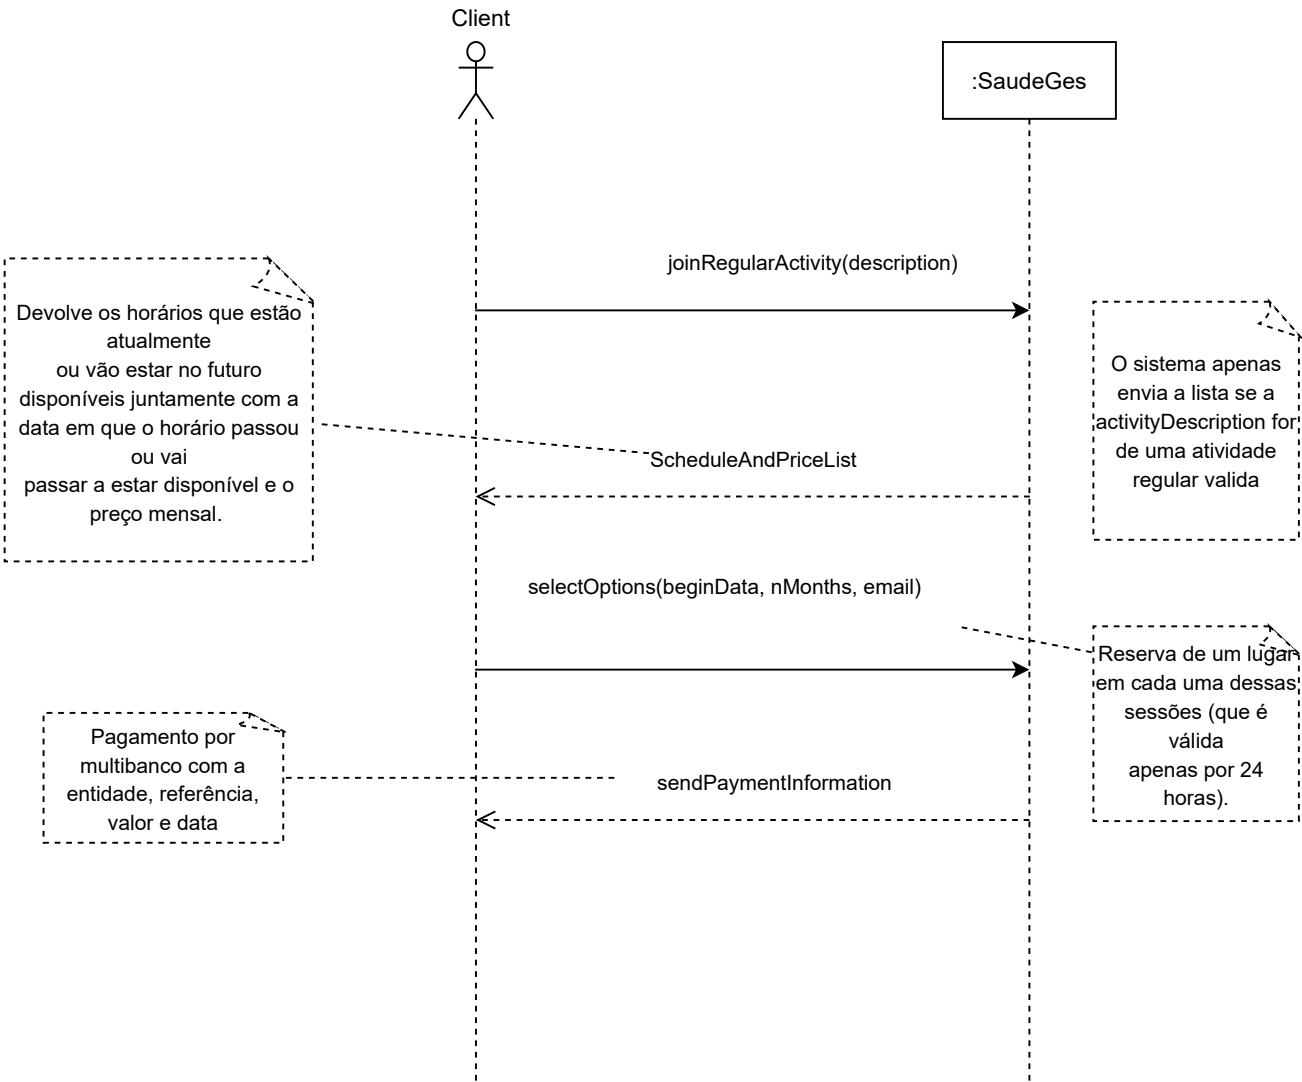 Client
:SaudeGes
joinRegularActivity(description)
Devolve os horários que estão
atualmente
ou vão estar no futuro
disponíveis juntamente com a
data em que o horário passou
ou vai
passar a estar disponível e o
preço mensal.
O sistema apenas
envia a lista se a
activityDescription for
de uma atividade
regular valida
ScheduleAndPriceList
selectOptions(beginData, nMonths, email)
Reserva de um lugar
em cada uma dessas
sessões (que é
válida
apenas por 24
horas).
Pagamento por
multibanco com a
entidade, referência,
valor e data
sendPaymentInformation